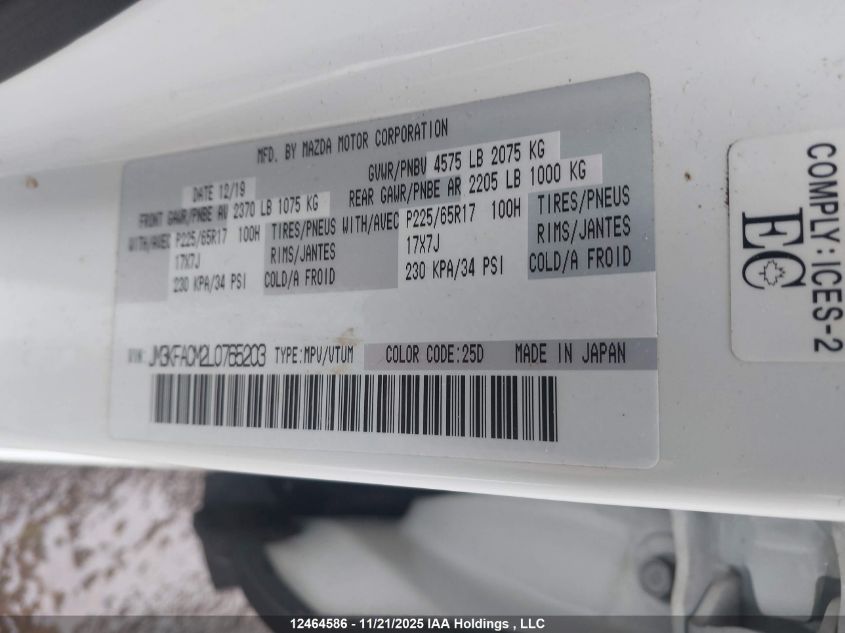 MFD. BY MAZDA MOTOR CORPORATION
DATE 12/19
GVWR/PNBV 4575 LB 2075 KG
FRONT GAWR/PNBE AV 2370 LB 1075 KG
REAR GAWR/PNBE AR 2205 LB 1000 KG
WITH/AVEC P225/65R17 100H TIRES/PNEUS
17X7J RIMS/JANTES
230 KPA/34 PSI COLD/A FROID
WITH/AVEC P225/65R17 100H TIRES/PNEUS
17X7J RIMS/JANTES
230 KPA/34 PSI COLD/A FROID
VIN: JM3KFACM2L0765203 TYPE:MPV/VTUM COLOR CODE:25D MADE IN JAPAN
EC
COMPLY:ICES-2
12464586 - 11/21/2025 IAA Holdings , LLC